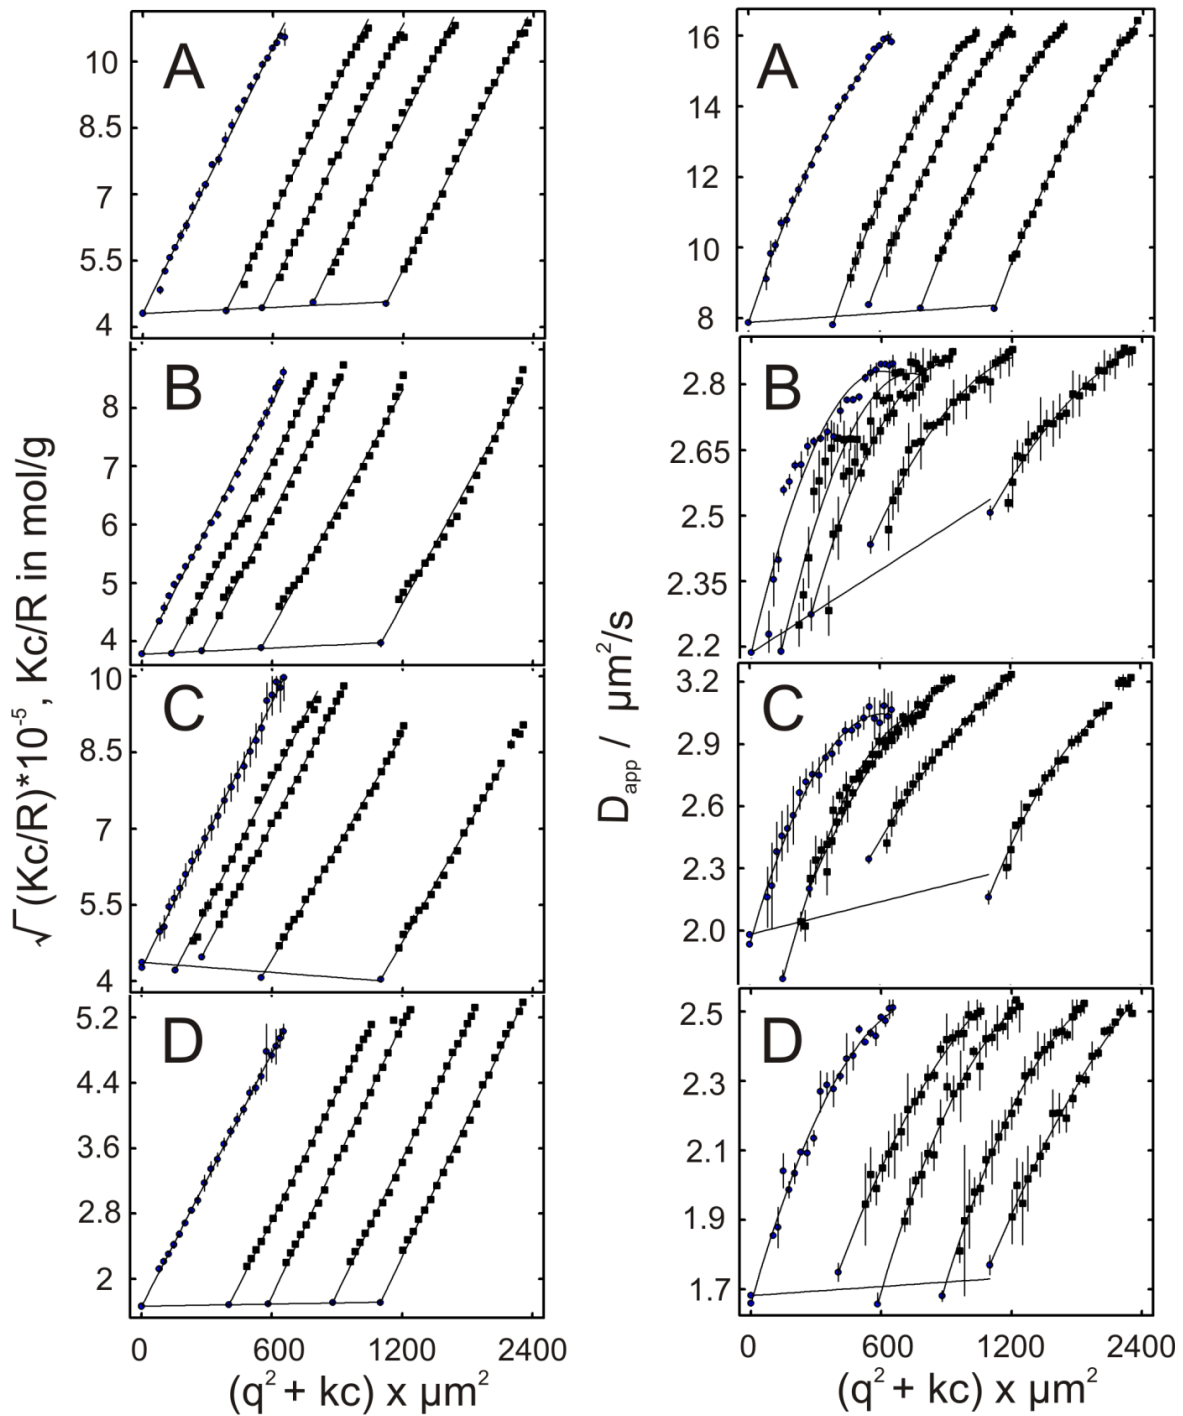 √(Kc/R)*10⁻⁵, Kc/R in mol/g
A
10
8.5
7
5.5
4
B
8
7
6
5
4
C
10
8.5
7
5.5
4
D
5.2
4.4
3.6
2.8
2
0 600 1200 2400
(q² + kc) x µm²
D_app / µm²/s
A
16
14
12
10
8
B
2.8
2.65
2.5
2.35
2.2
C
3.2
2.9
2.6
2.3
2.0
D
2.5
2.3
2.1
1.9
1.7
0 600 1200 2400
(q² + kc) x µm²